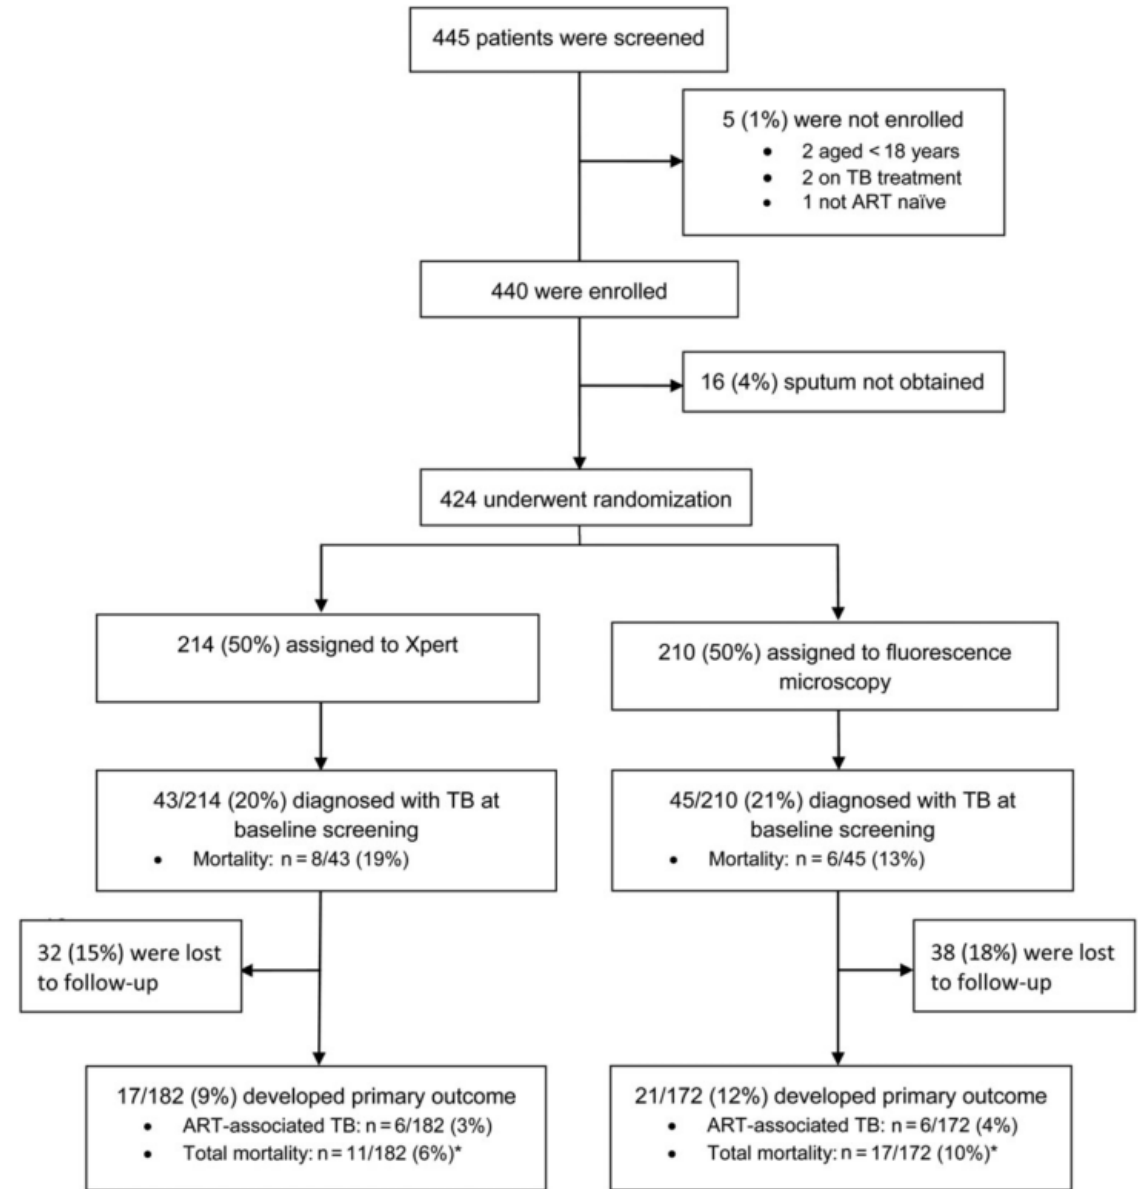 445 patients were screened
5 (1%) were not enrolled
• 2 aged < 18 years
• 2 on TB treatment
• 1 not ART naïve
440 were enrolled
16 (4%) sputum not obtained
424 underwent randomization
214 (50%) assigned to Xpert
210 (50%) assigned to fluorescence
microscopy
43/214 (20%) diagnosed with TB at
baseline screening
• Mortality: n = 8/43 (19%)
45/210 (21%) diagnosed with TB at
baseline screening
• Mortality: n = 6/45 (13%)
32 (15%) were lost
to follow-up
38 (18%) were lost
to follow-up
17/182 (9%) developed primary outcome
• ART-associated TB: n = 6/182 (3%)
• Total mortality: n = 11/182 (6%)*
21/172 (12%) developed primary outcome
• ART-associated TB: n = 6/172 (4%)
• Total mortality: n = 17/172 (10%)*